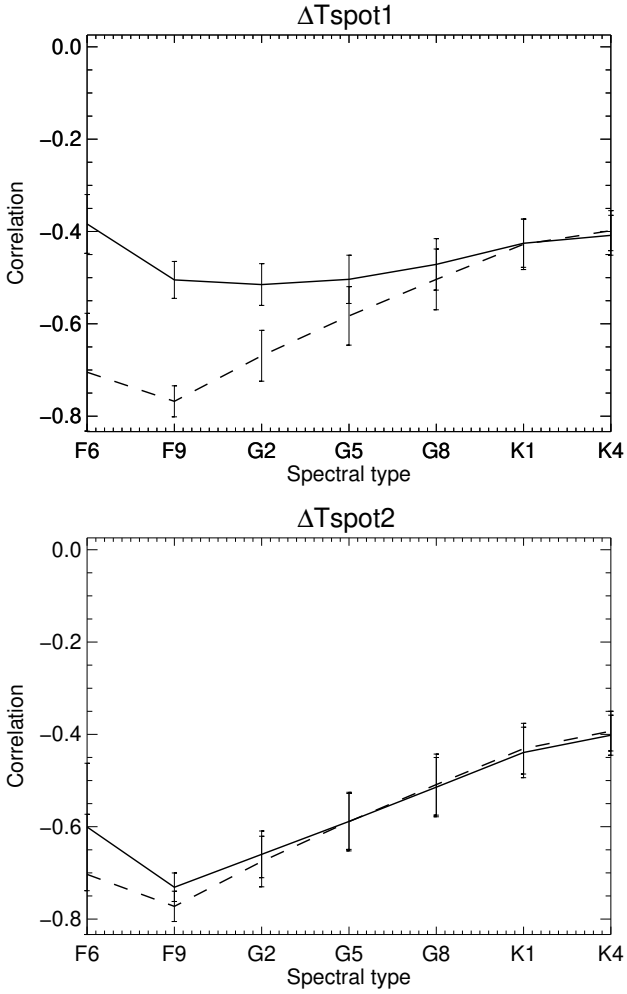 ΔTspot1
0.0
−0.2
−0.4
−0.6
−0.8
Correlation
F6 F9 G2 G5 G8 K1 K4
Spectral type
ΔTspot2
0.0
−0.2
−0.4
−0.6
−0.8
Correlation
F6 F9 G2 G5 G8 K1 K4
Spectral type